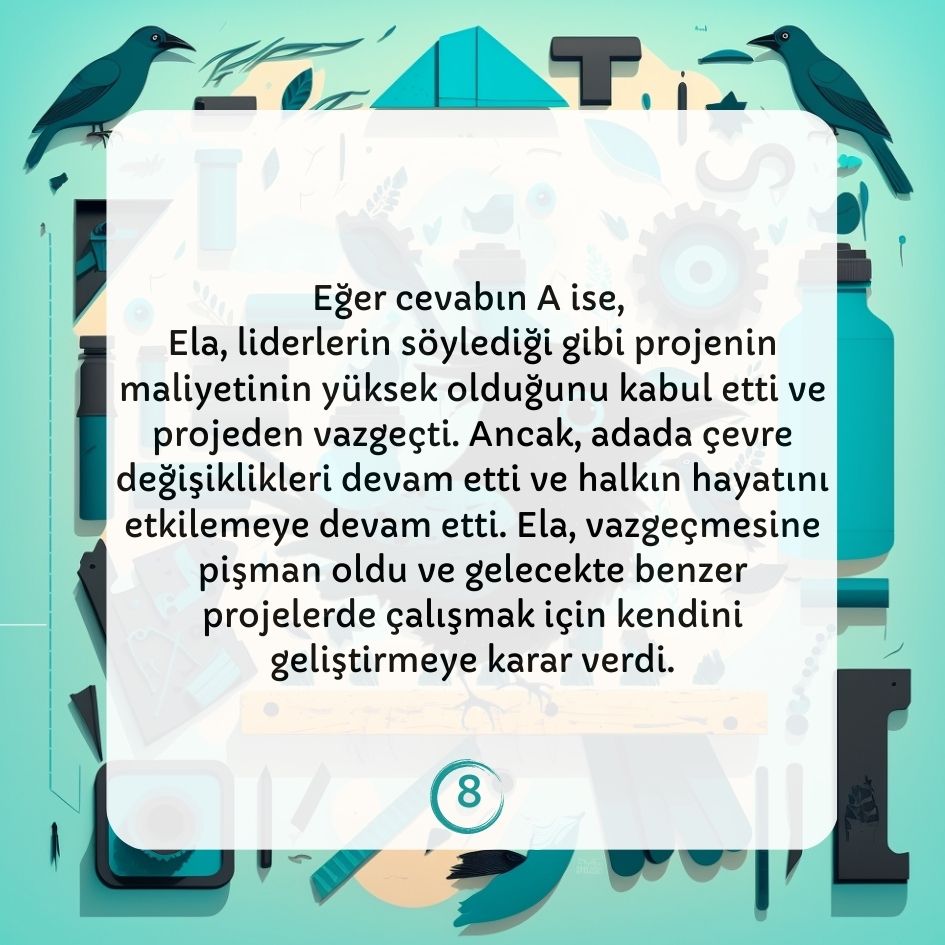 Eğer cevabın A ise,
Ela, liderlerin söylediği gibi projenin
maliyetinin yüksek olduğunu kabul etti ve
projeden vazgeçti. Ancak, adada çevre
değişiklikleri devam etti ve halkın hayatını
etkilemeye devam etti. Ela, vazgeçmesine
pişman oldu ve gelecekte benzer
projelerde çalışmak için kendini
geliştirmeye karar verdi.
8